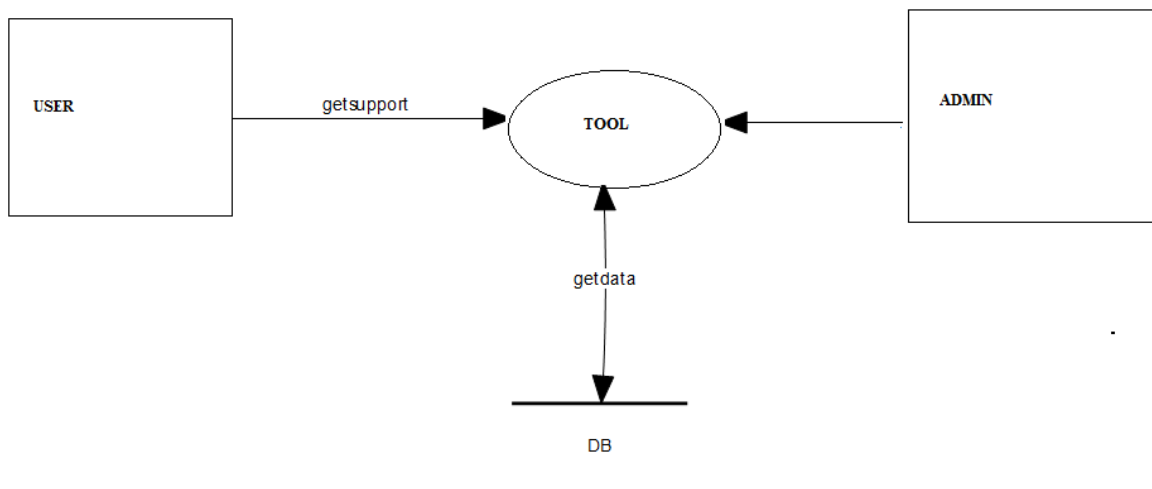 USER
getsupport
TOOL
ADMIN
getdata
DB